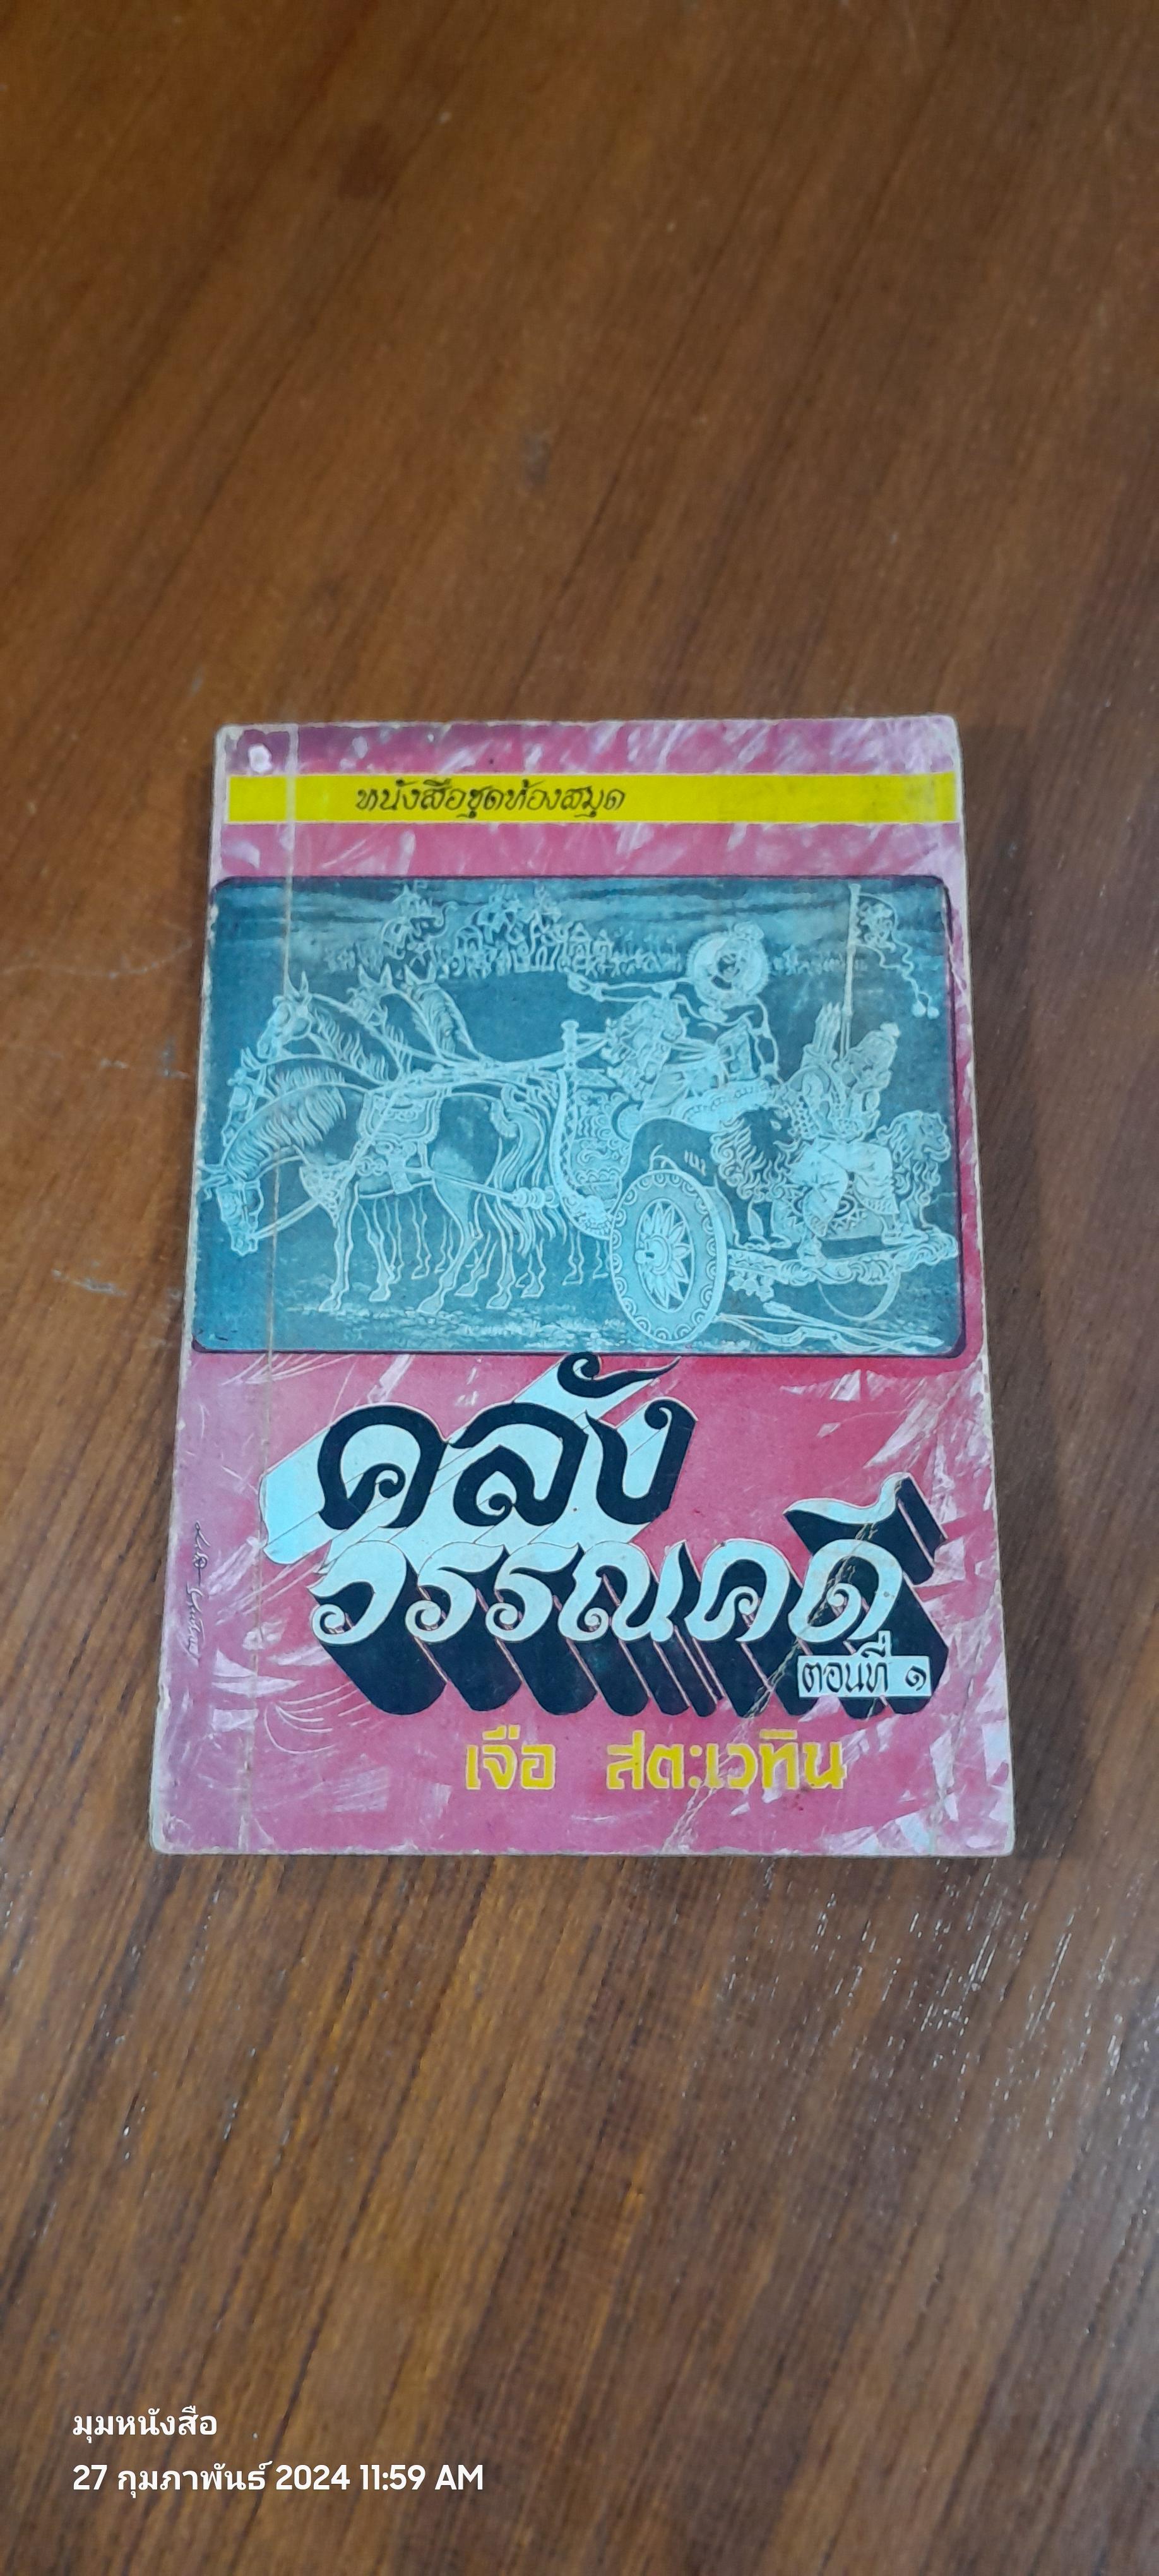 หนังสือชุดห้องสมุด
คลัง
วรรณคดี
ตอนที่ ๑
เจือ สตะเวทิน
มุมหนังสือ
27 กุมภาพันธ์ 2024 11:59 AM